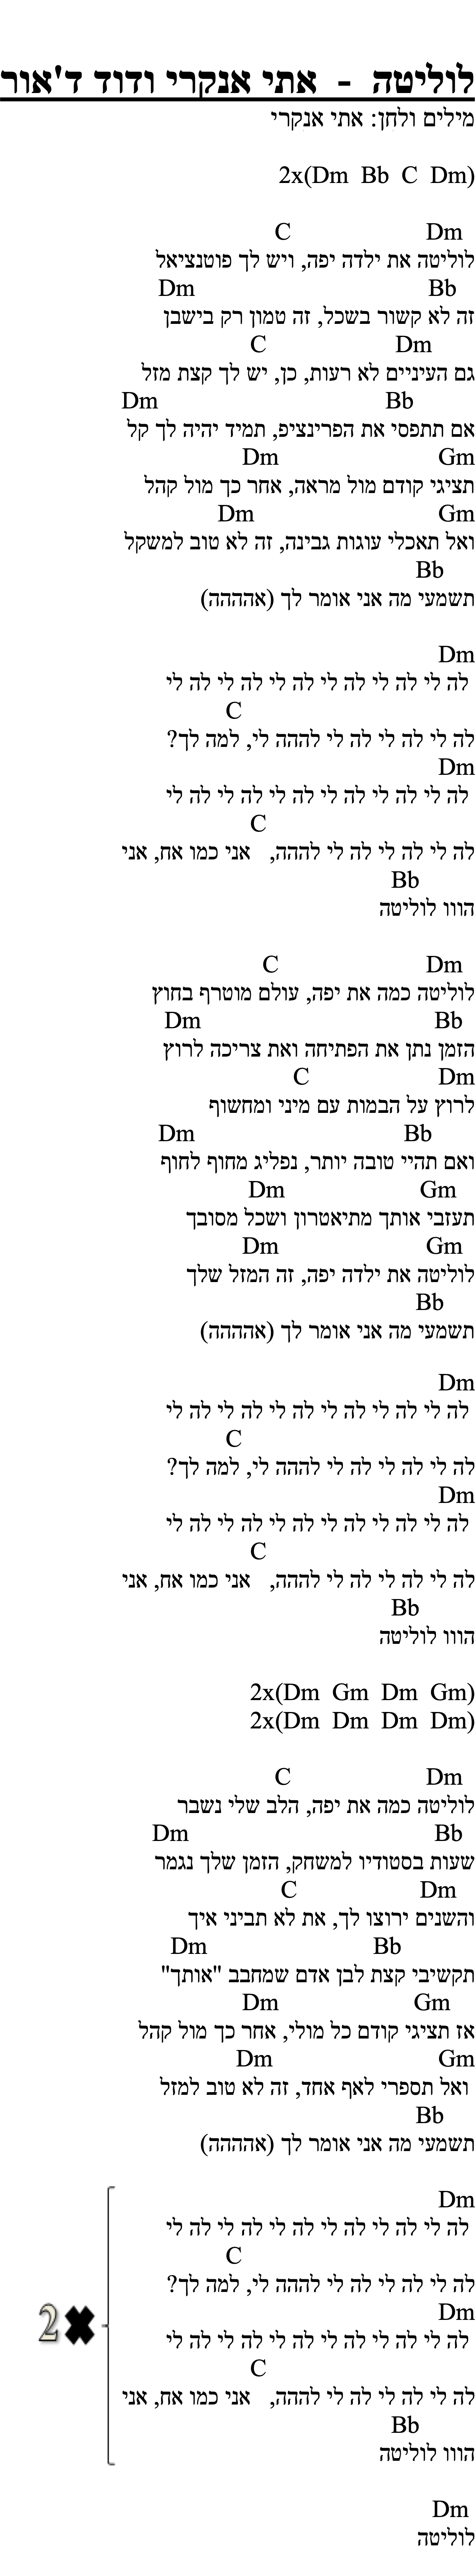 לוליטה - אתי אנקרי ודוד ד'אור
מילים ולחן: אתי אנקרי
2x(Dm Bb C Dm)
C Dm
לוליטה את ילדה יפה, ויש לך פוטנציאל
Dm Bb
זה לא קשור בשכל, זה טמון רק בישבן
C Dm
גם העיניים לא רעות, כן, יש לך קצת מזל
Dm Bb
אם תתפסי את הפרינציפ, תמיד יהיה לך קל
Dm Gm
תציגי קודם מול מראה, אחר כך מול קהל
Dm Gm
ואל תאכלי עוגות גבינה, זה לא טוב למשקל
Bb
תשמעי מה אני אומר לך (אהההה)
Dm
לה לי לה לי לה לי לה לי לה לי לה לי לה לי
C
לה לי לה לי לה לי לההה לי, למה לך?
Dm
לה לי לה לי לה לי לה לי לה לי לה לי לה לי
C
לה לי לה לי לה לי לההה, אני כמו אח, אני
Bb
הווו לוליטה
C Dm
לוליטה כמה את יפה, עולם מוטרף בחוץ
Dm Bb
הזמן נתן את הפתיחה ואת צריכה לרוץ
C Dm
לרוץ על הבמות עם מיני ומחשוף
Dm Bb
ואם תהיי טובה יותר, נפליג מחוף לחוף
Dm Gm
תעזבי אותך מתיאטרון ושכל מסובך
Dm Gm
לוליטה את ילדה יפה, זה המזל שלך
Bb
תשמעי מה אני אומר לך (אהההה)
Dm
לה לי לה לי לה לי לה לי לה לי לה לי לה לי
C
לה לי לה לי לה לי לההה לי, למה לך?
Dm
לה לי לה לי לה לי לה לי לה לי לה לי לה לי
C
לה לי לה לי לה לי לההה, אני כמו אח, אני
Bb
הווו לוליטה
2x(Dm Gm Dm Gm)
2x(Dm Dm Dm Dm)
C Dm
לוליטה כמה את יפה, הלב שלי נשבר
Dm Bb
שעות בסטודיו למשחק, הזמן שלך נגמר
C Dm
והשנים ירוצו לך, את לא תביני איך
Dm Bb
תקשיבי קצת לבן אדם שמחבב "אותך"
Dm Gm
אז תציגי קודם כל מולי, אחר כך מול קהל
Dm Gm
ואל תספרי לאף אחד, זה לא טוב למזל
Bb
תשמעי מה אני אומר לך (אהההה)
Dm
לה לי לה לי לה לי לה לי לה לי לה לי לה לי
C
לה לי לה לי לה לי לההה לי, למה לך?
Dm
2x
לה לי לה לי לה לי לה לי לה לי לה לי לה לי
C
לה לי לה לי לה לי לההה, אני כמו אח, אני
Bb
הווו לוליטה
Dm
לוליטה